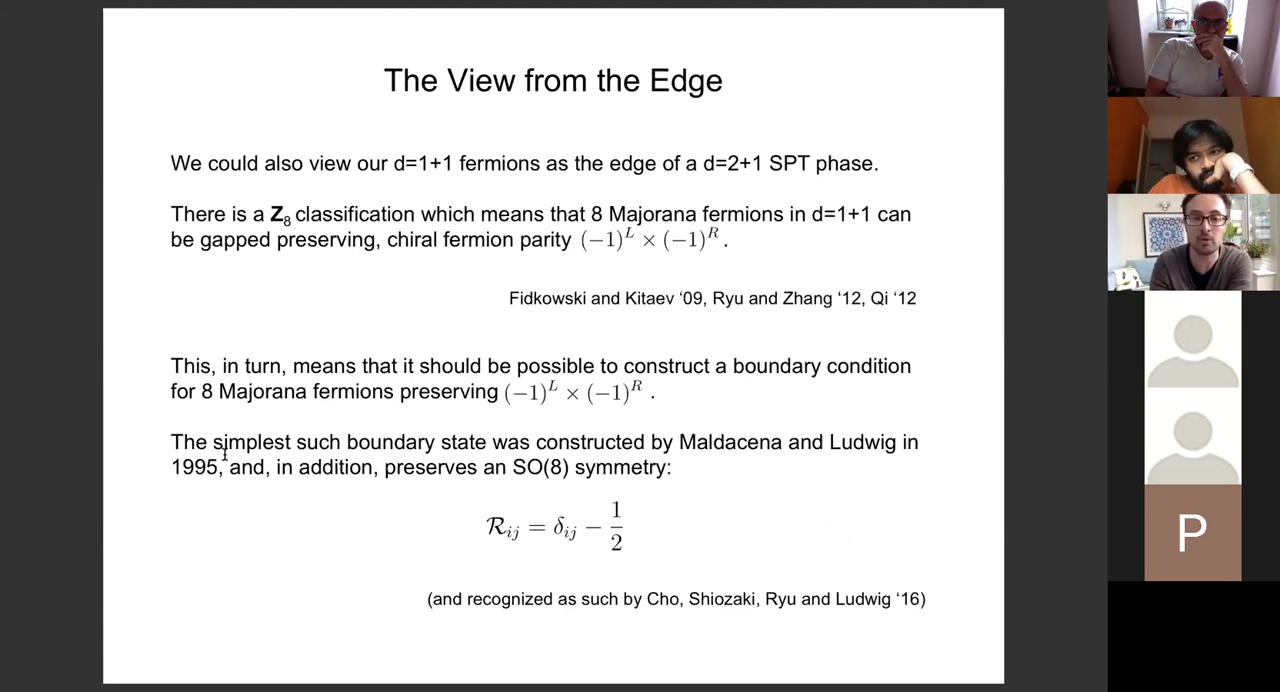 The View from the Edge
We could also view our d=1+1 fermions as the edge of a d=2+1 SPT phase.
There is a Z₈ classification which means that 8 Majorana fermions in d=1+1 can
be gapped preserving, chiral fermion parity (−1)^L × (−1)^R .
Fidkowski and Kitaev ‘09, Ryu and Zhang ‘12, Qi ‘12
This, in turn, means that it should be possible to construct a boundary condition
for 8 Majorana fermions preserving (−1)^L × (−1)^R .
The simplest such boundary state was constructed by Maldacena and Ludwig in
1995, and, in addition, preserves an SO(8) symmetry:
ℛ_{ij} = δ_{ij} − 1/2
(and recognized as such by Cho, Shiozaki, Ryu and Ludwig ‘16)
P